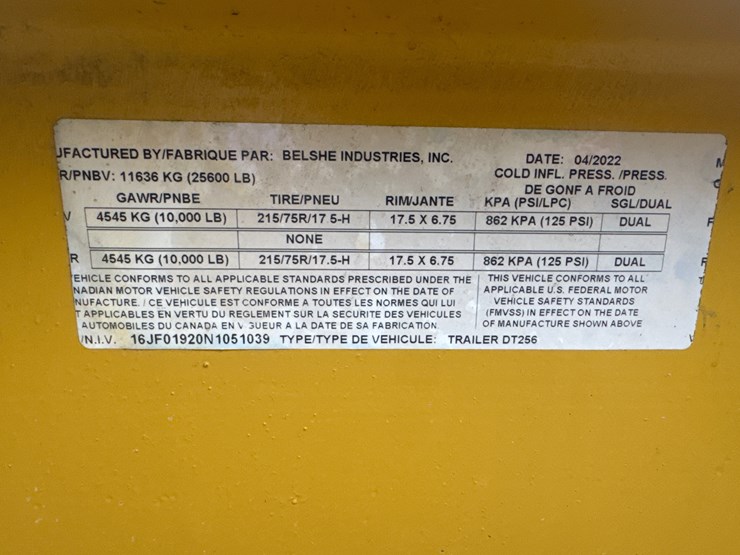 UFACTURED BY/FABRIQUE PAR: BELSHE INDUSTRIES, INC. DATE: 04/2022
R/PNBV: 11636 KG (25600 LB) COLD INFL. PRESS. /PRESS.
DE GONF A FROID
GAWR/PNBE TIRE/PNEU RIM/JANTE KPA (PSI/LPC) SGL/DUAL
V 4545 KG (10,000 LB) 215/75R/17.5-H 17.5 X 6.75 862 KPA (125 PSI) DUAL
NONE
R 4545 KG (10,000 LB) 215/75R/17.5-H 17.5 X 6.75 862 KPA (125 PSI) DUAL
EHICLE CONFORMS TO ALL APPLICABLE STANDARDS PRESCRIBED UNDER THE
NADIAN MOTOR VEHICLE SAFETY REGULATIONS IN EFFECT ON THE DATE OF
NUFACTURE. / CE VEHICULE EST CONFORME A TOUTES LES NORMES QUI LUI
T APPLICABLES EN VERTU DU REGLEMENT SUR LA SECURITE DES VEHICULES
AUTOMOBILES DU CANADA EN V GUEUR A LA DATE DE SA FABRICATION
THIS VEHICLE CONFORMS TO ALL
APPLICABLE U.S. FEDERAL MOTOR
VEHICLE SAFETY STANDARDS
(FMVSS) IN EFFECT ON THE DATE
OF MANUFACTURE SHOWN ABOVE
/N.I.V. 16JF01920N1051039 TYPE/TYPE DE VEHICULE: TRAILER DT256